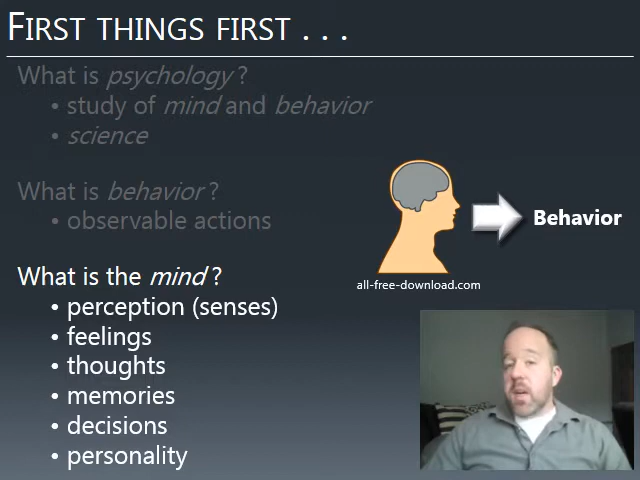 FIRST THINGS FIRST . . .
What is psychology ?
• study of mind and behavior
• science
What is behavior ?
• observable actions
Behavior
all-free-download.com
What is the mind ?
• perception (senses)
• feelings
• thoughts
• memories
• decisions
• personality